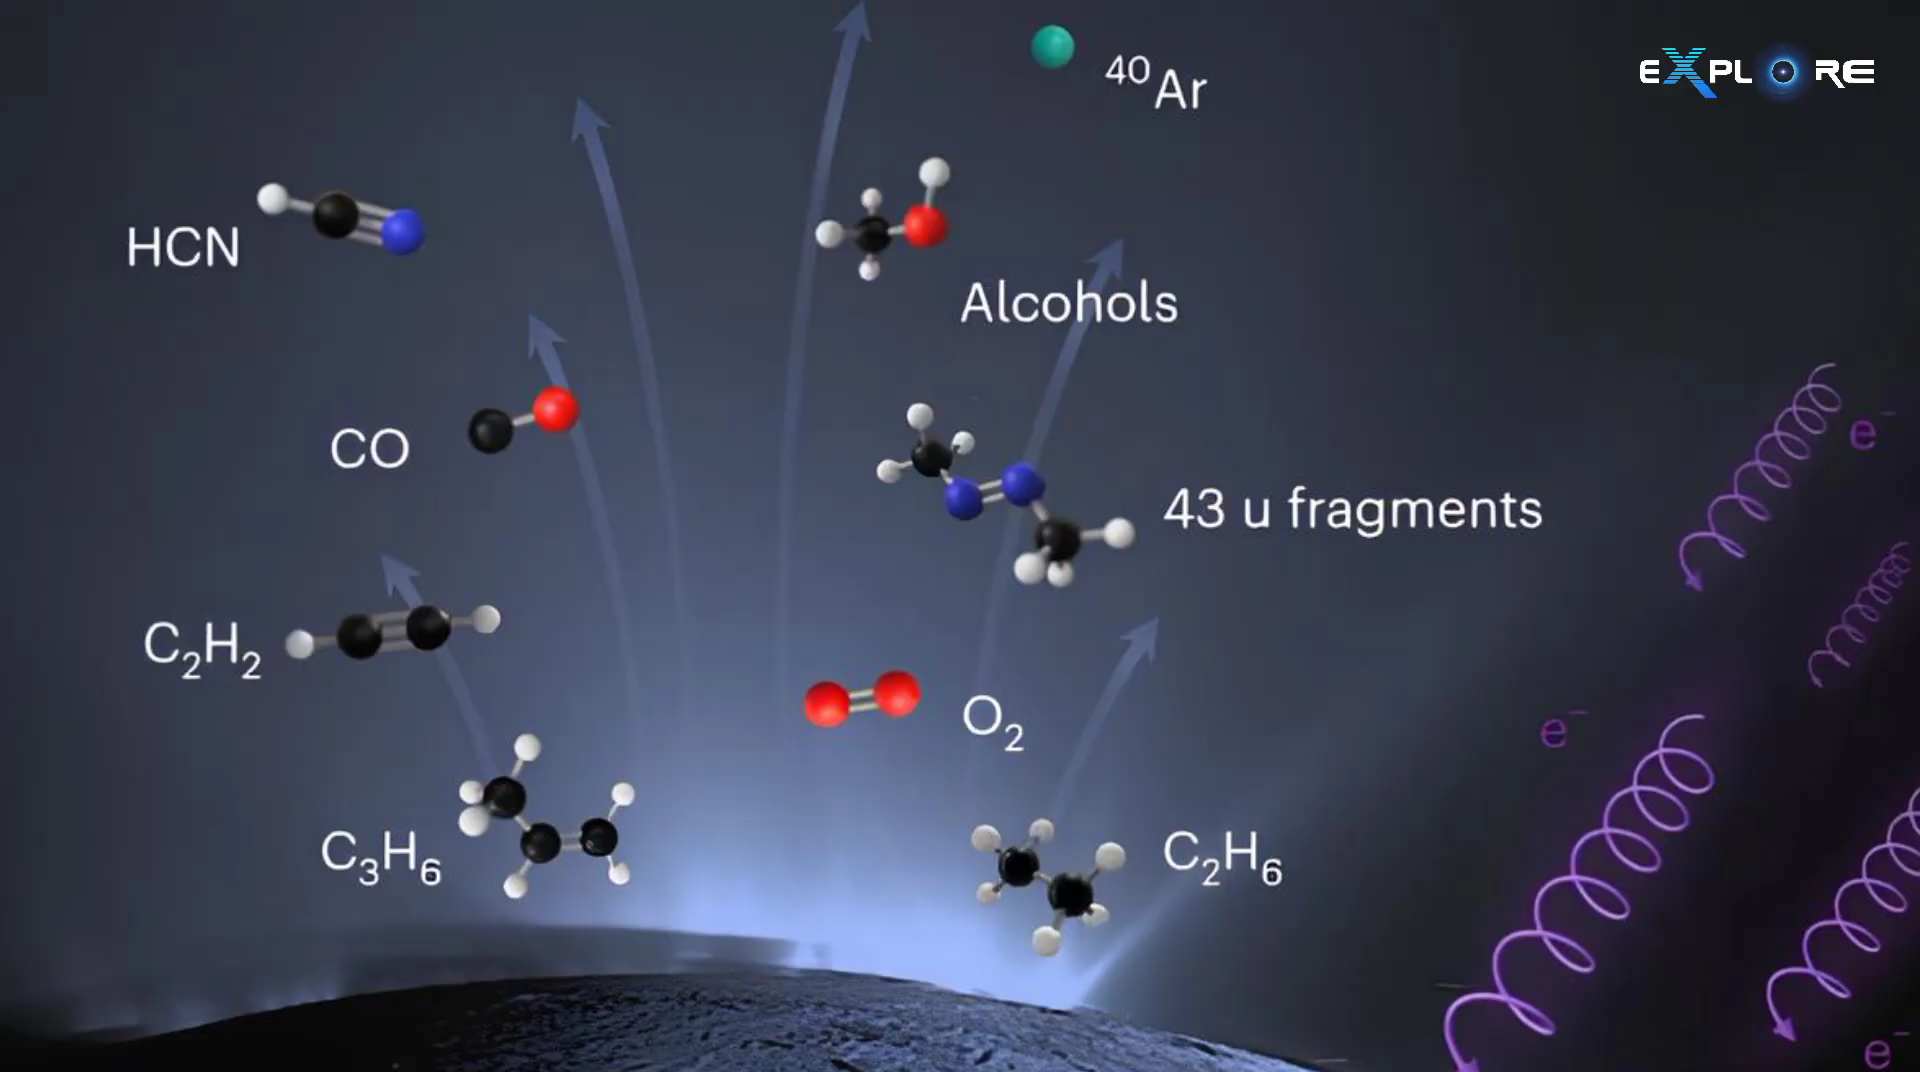 eXPLORE
⁴⁰Ar
HCN
Alcohols
CO
e⁻
43 u fragments
C₂H₂
O₂
e⁻
C₃H₆
C₂H₆
e⁻